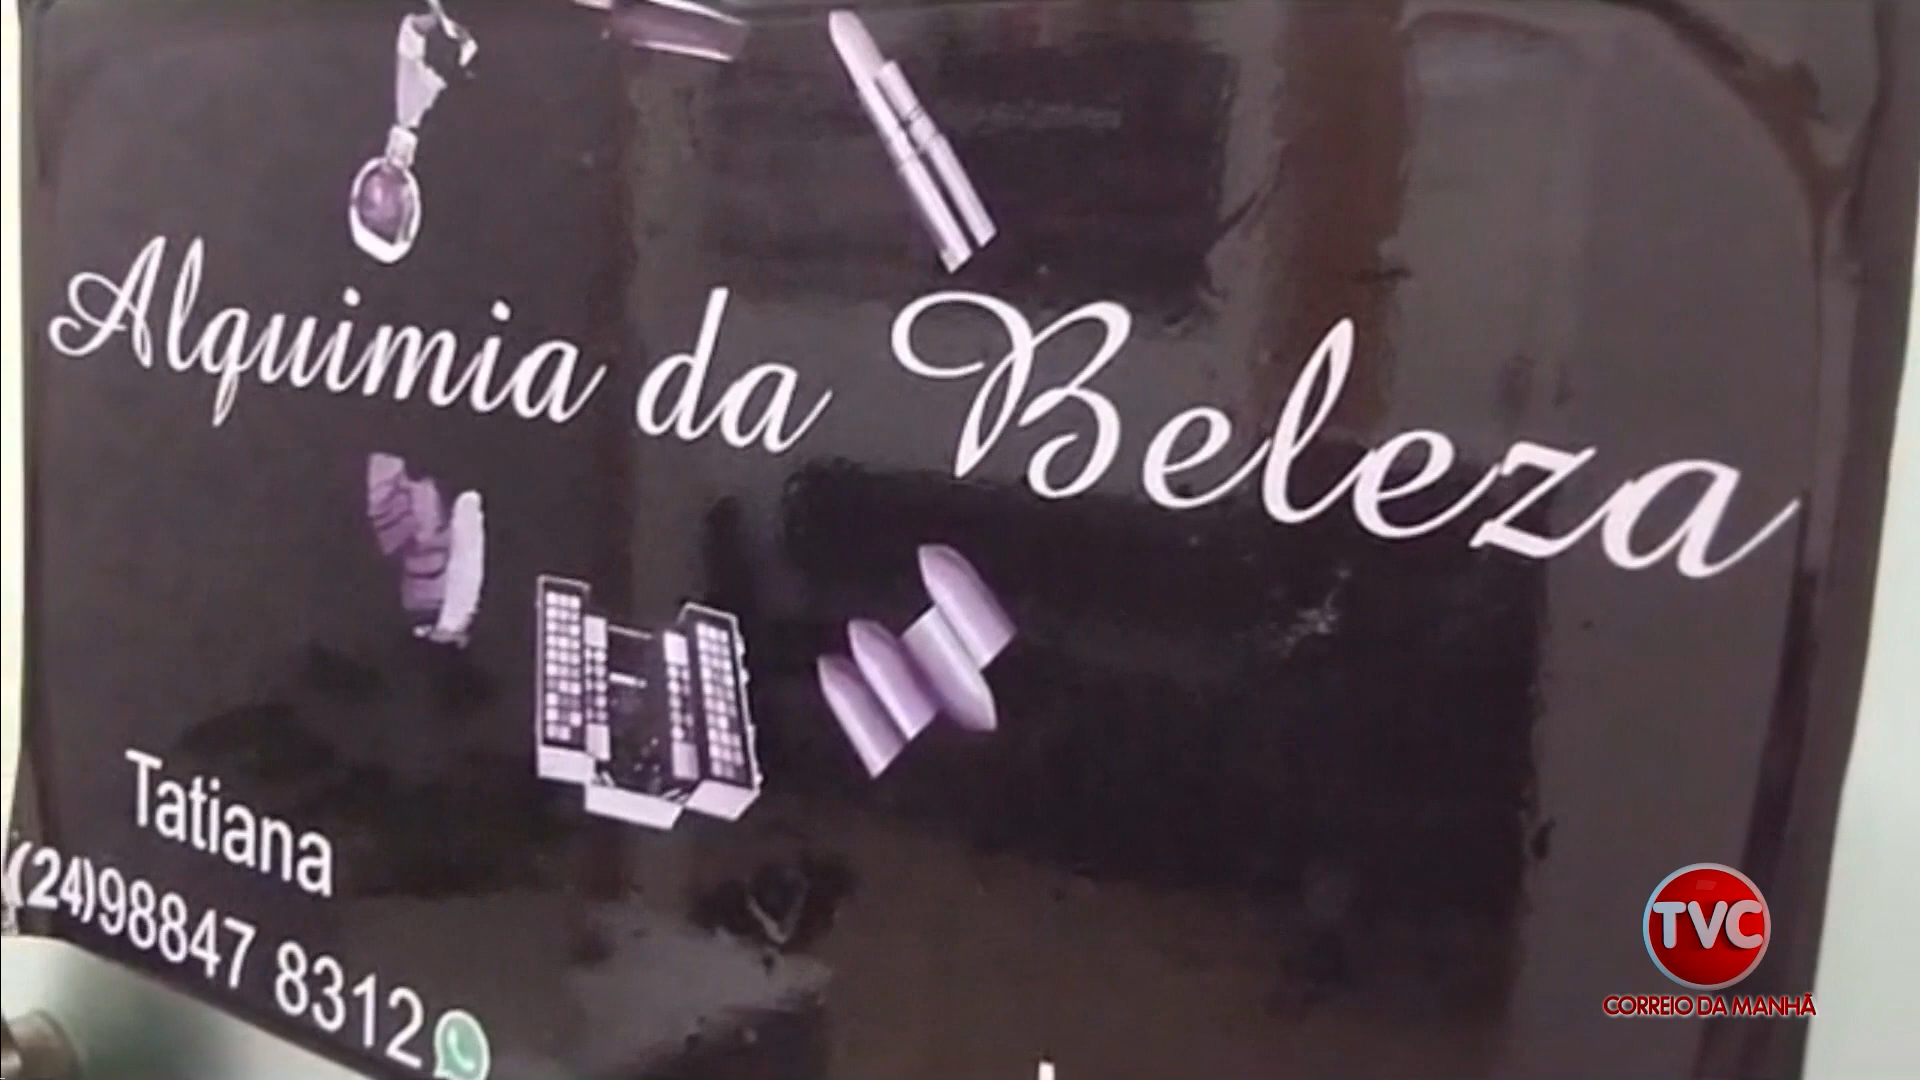 Alquimia da Beleza
Tatiana
(24)98847 8312
TVC
CORREIO DA MANHÃ